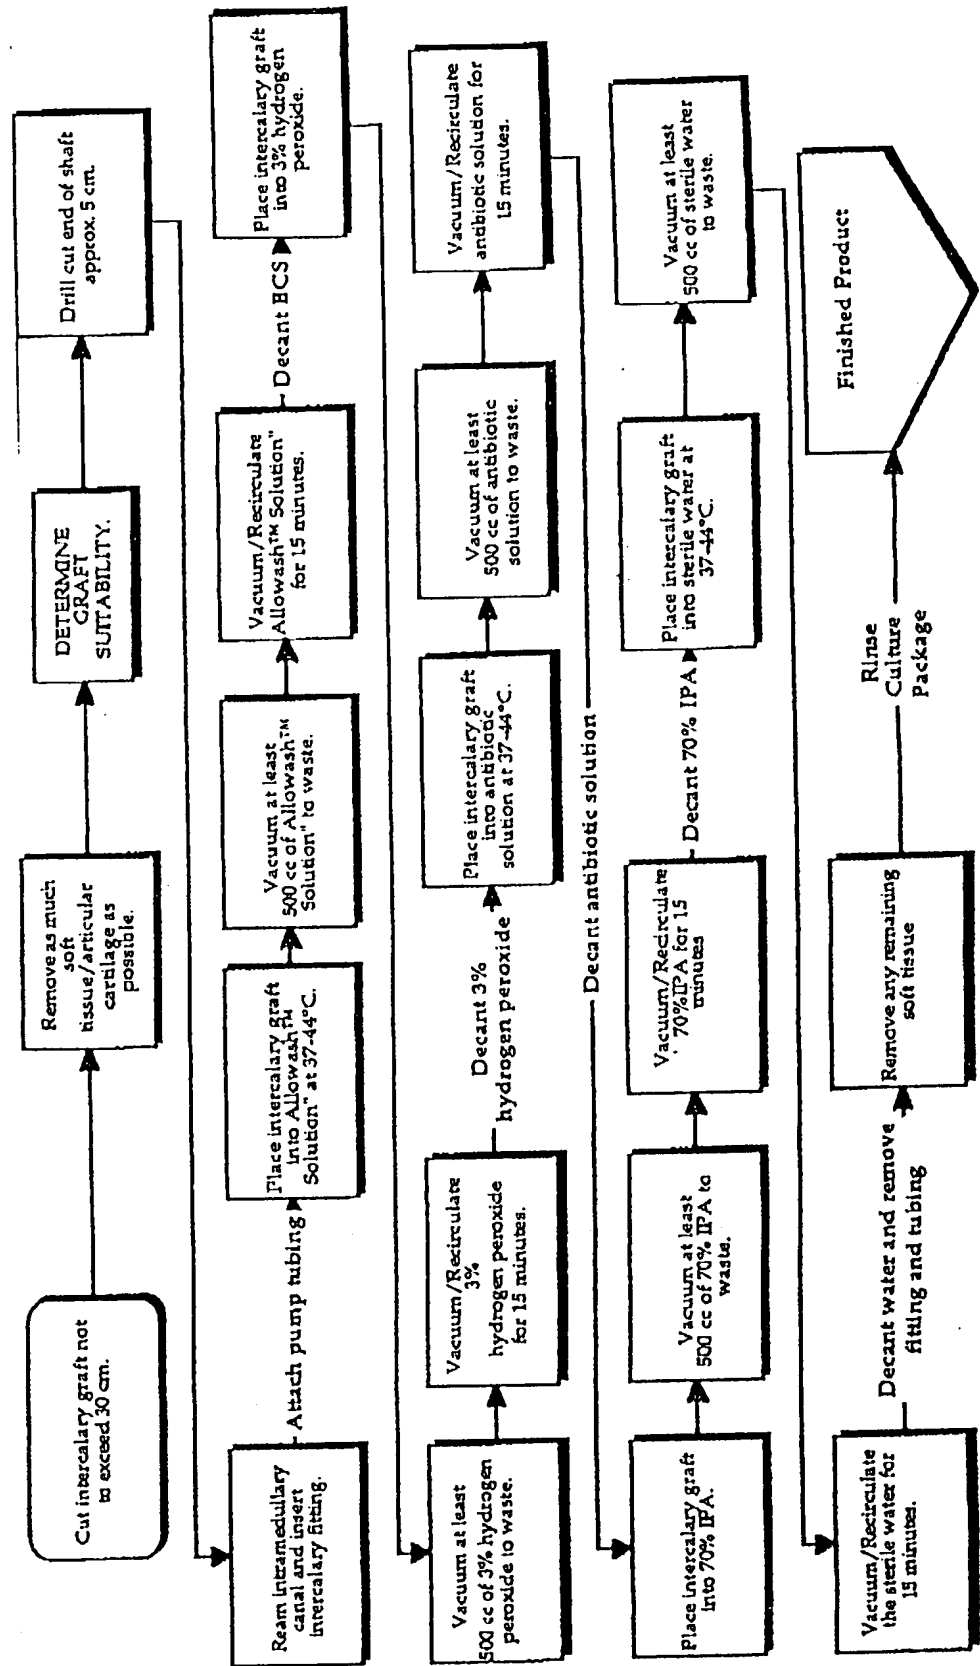 Cut intercalary graft not
to exceed 30 cm.
Remove as much
soft
tissue/articular
cartilage as
possible.
DETERMINE
GRAFT
SUITABILITY.
Drill cut end of shaft
approx. 5 cm.
Ream intramedullary
canal and insert
intercalary fitting.
Attach pump tubing
Place intercalary graft
into Allowash™
Solution" at 37-44°C.
Vacuum at least
500 cc of Allowash™
Solution" to waste.
Vacuum/Recirculate
Allowash™ Solution"
for 15 minutes.
Decant BCS
Place intercalary graft
into 3% hydrogen
peroxide.
Vacuum at least
500 cc of 3% hydrogen
peroxide to waste.
Vacuum/Recirculate
3%
hydrogen peroxide
for 15 minutes.
Decant 3%
hydrogen peroxide
Place intercalary graft
into antibiotic
solution at 37-44°C.
Vacuum at least
500 cc of antibiotic
solution to waste.
Vacuum/Recirculate
antibiotic solution for
15 minutes.
Decant antibiotic solution
Place intercalary graft
into 70% IPA.
Vacuum at least
500 cc of 70% IPA to
waste.
Vacuum/Recirculate
70% IPA for 15
minutes
Decant 70% IPA
Place intercalary graft
into sterile water at
37-44°C.
Vacuum at least
500 cc of sterile water
to waste.
Vacuum/Recirculate
the sterile water for
15 minutes.
Decant water and remove
fitting and tubing
Remove any remaining
soft tissue
Rinse
Culture
Package
Finished Product